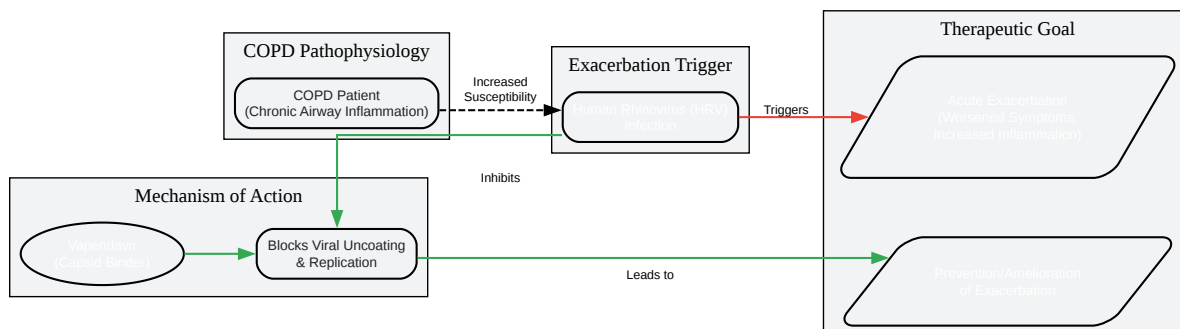 Therapeutic Goal
COPD Pathophysiology
Exacerbation Trigger
COPD Patient
(Chronic Airway Inflammation)
Increased
Susceptibility
Human Rhinovirus (HRV)
Infection
Triggers
Acute Exacerbation
(Worsened Symptoms,
Increased Inflammation)
Inhibits
Mechanism of Action
Vapendavir
(Capsid Binder)
Blocks Viral Uncoating
& Replication
Leads to
Prevention/Amelioration
of Exacerbation